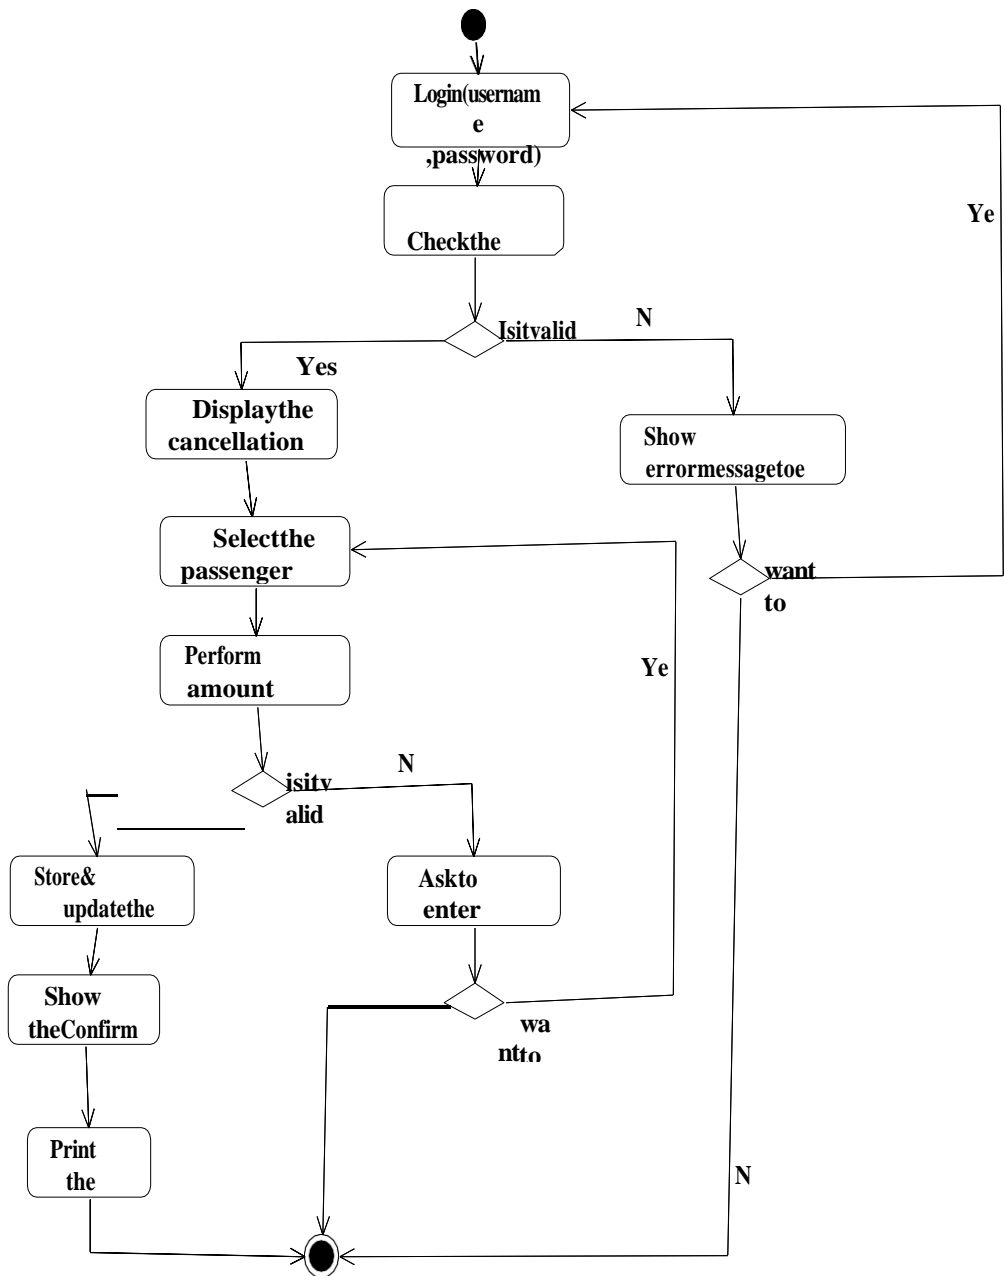 Login(usernam
e
,password)
Checkthe
Ye
Isitvalid
N
Yes
Displaythe
cancellation
Show
errormessagetoe
Selectthe
passenger
want
to
Perform
amount
Ye
isitv
alid
N
Store&
updatethe
Askto
enter
Show
theConfirm
wa
ntto
Print
the
N